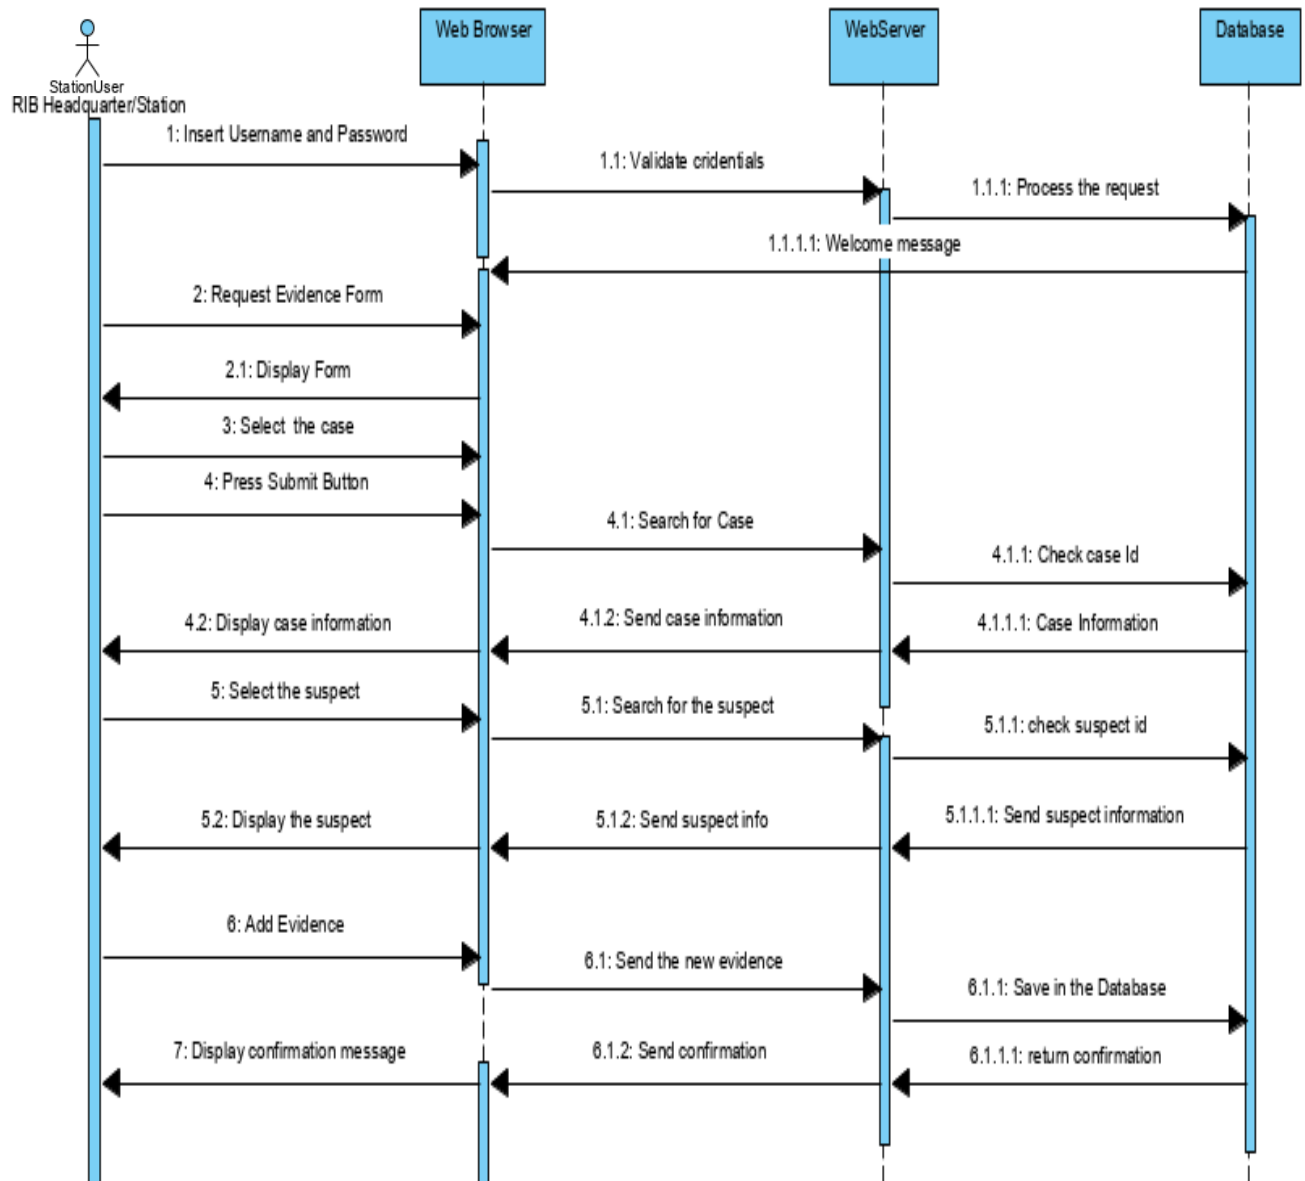 Web Browser
WebServer
Database
StationUser
RIB Headquarter/Station
1: Insert Username and Password
1.1: Validate cridentials
1.1.1: Process the request
1.1.1.1: Welcome message
2: Request Evidence Form
2.1: Display Form
3: Select the case
4: Press Submit Button
4.1: Search for Case
4.1.1: Check case Id
4.2: Display case information
4.1.2: Send case information
4.1.1.1: Case Information
5: Select the suspect
5.1: Search for the suspect
5.1.1: check suspect id
5.2: Display the suspect
5.1.2: Send suspect info
5.1.1.1: Send suspect information
6: Add Evidence
6.1: Send the new evidence
6.1.1: Save in the Database
7: Display confirmation message
6.1.2: Send confirmation
6.1.1.1: return confirmation